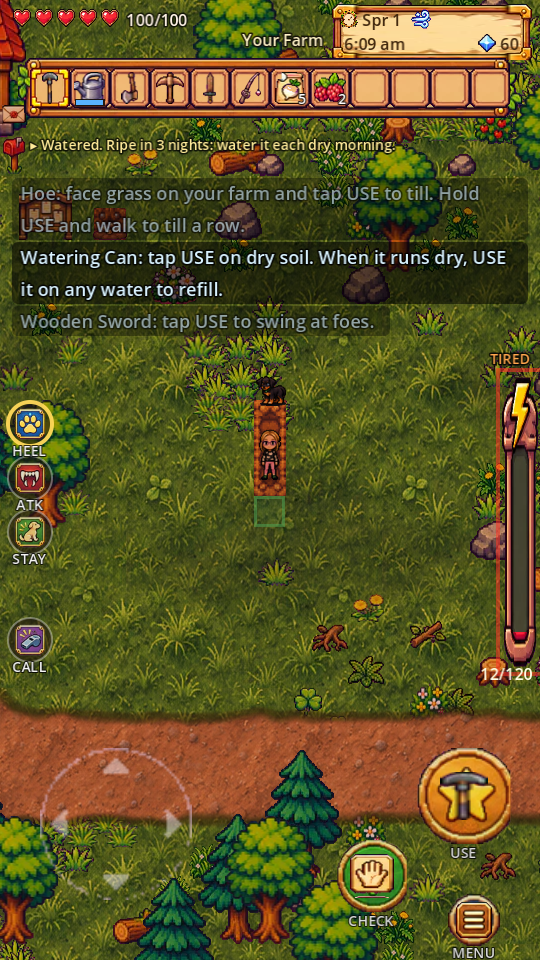 100/100
Spr 1
Your Farm
6:09 am
60
5
2
▸ Watered. Ripe in 3 nights: water it each dry morning.
Hoe: face grass on your farm and tap USE to till. Hold
USE and walk to till a row.
Watering Can: tap USE on dry soil. When it runs dry, USE
it on any water to refill.
Wooden Sword: tap USE to swing at foes.
TIRED
HEEL
ATK
STAY
CALL
12/120
USE
CHECK
MENU